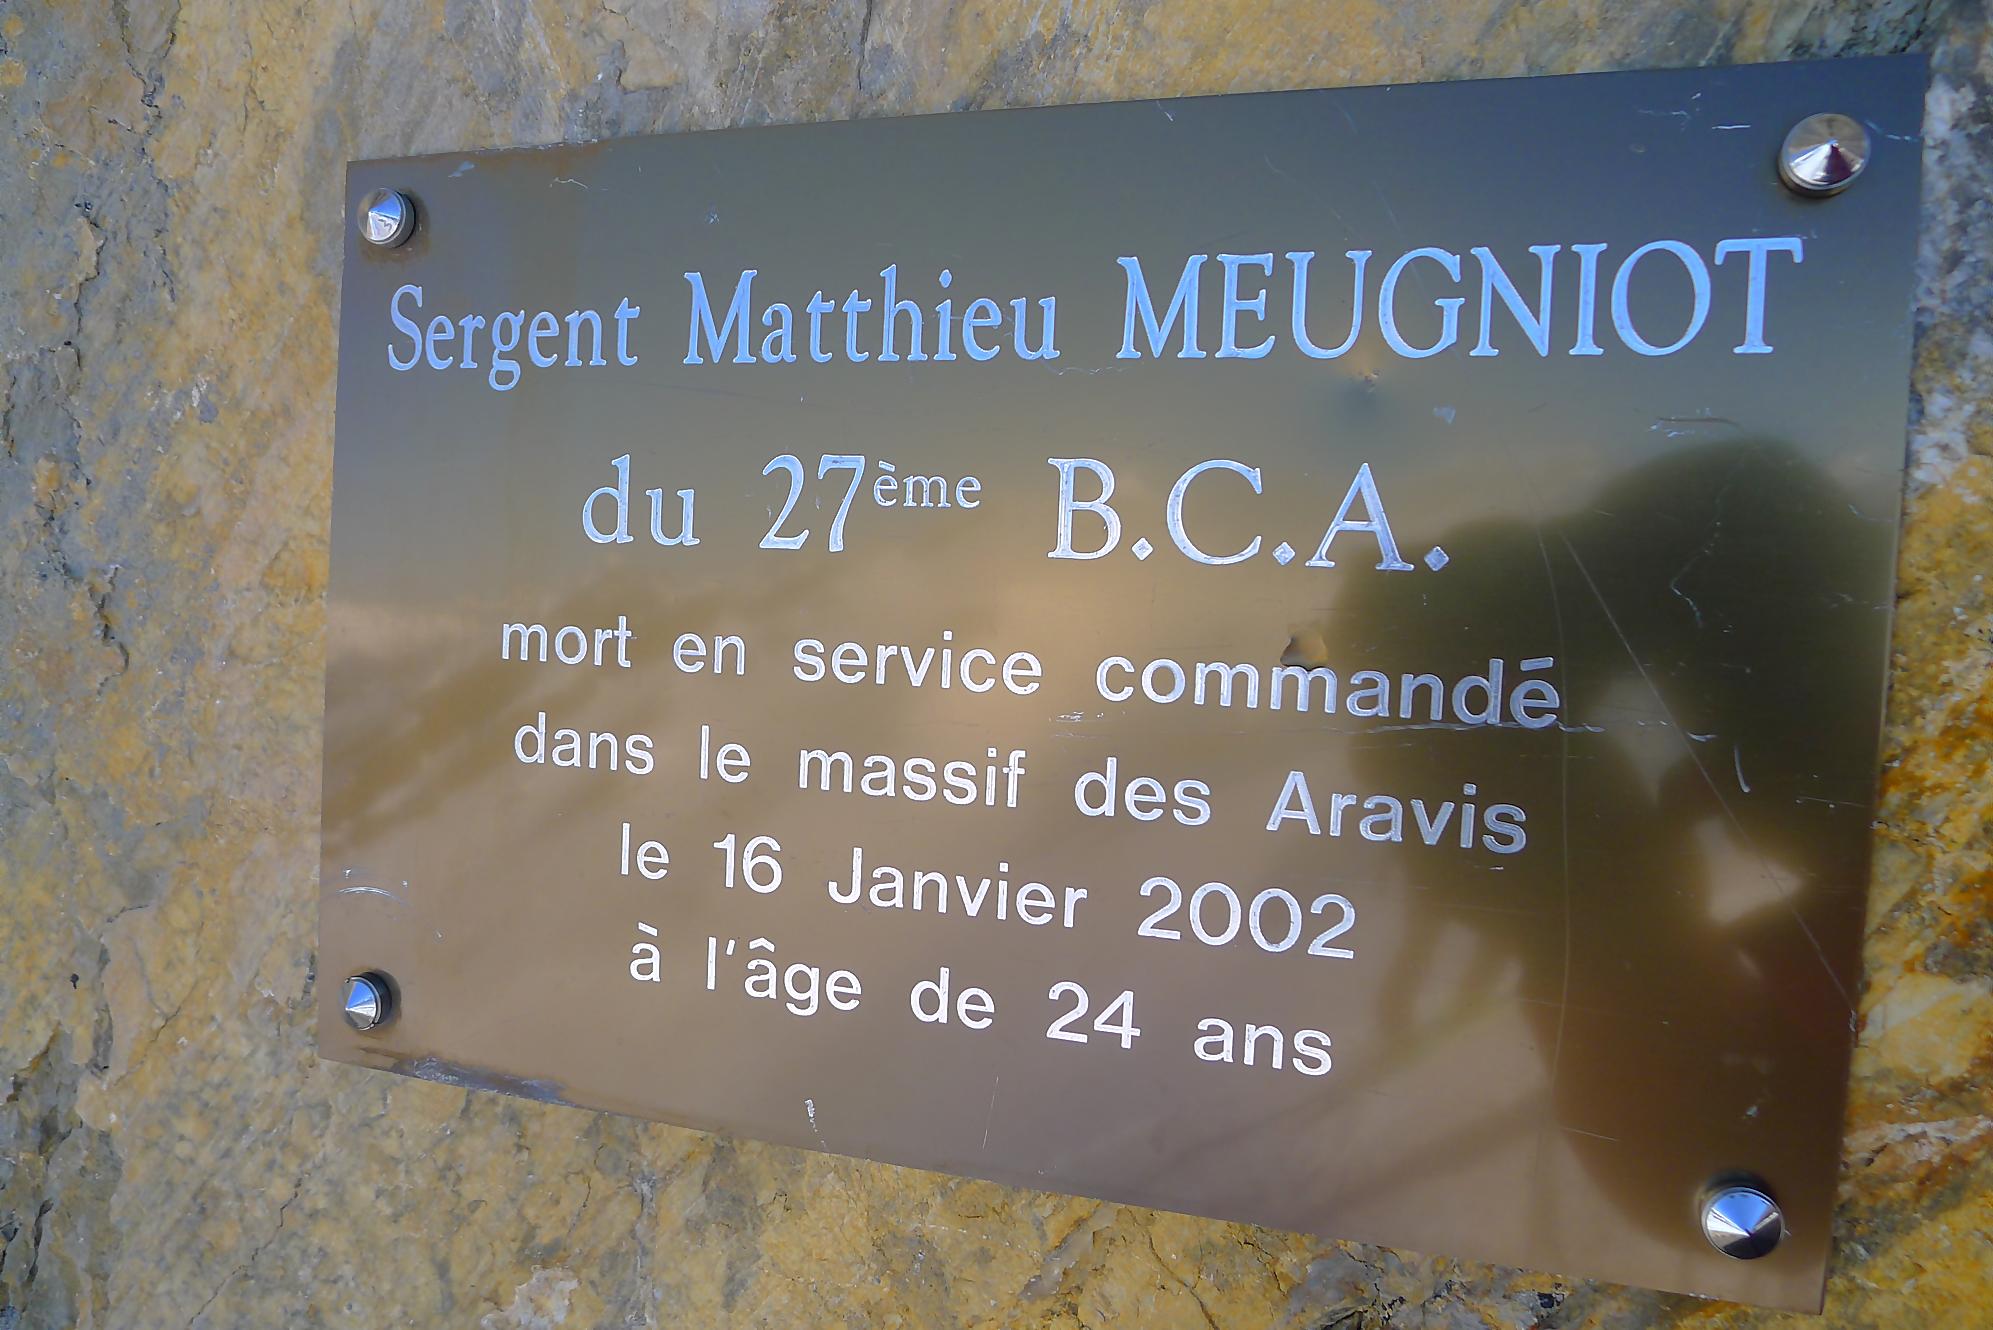 Sergent Matthieu MEUGNIOT
du 27ème B.C.A.
mort en service commandé
dans le massif des Aravis
le 16 Janvier 2002
à l'âge de 24 ans